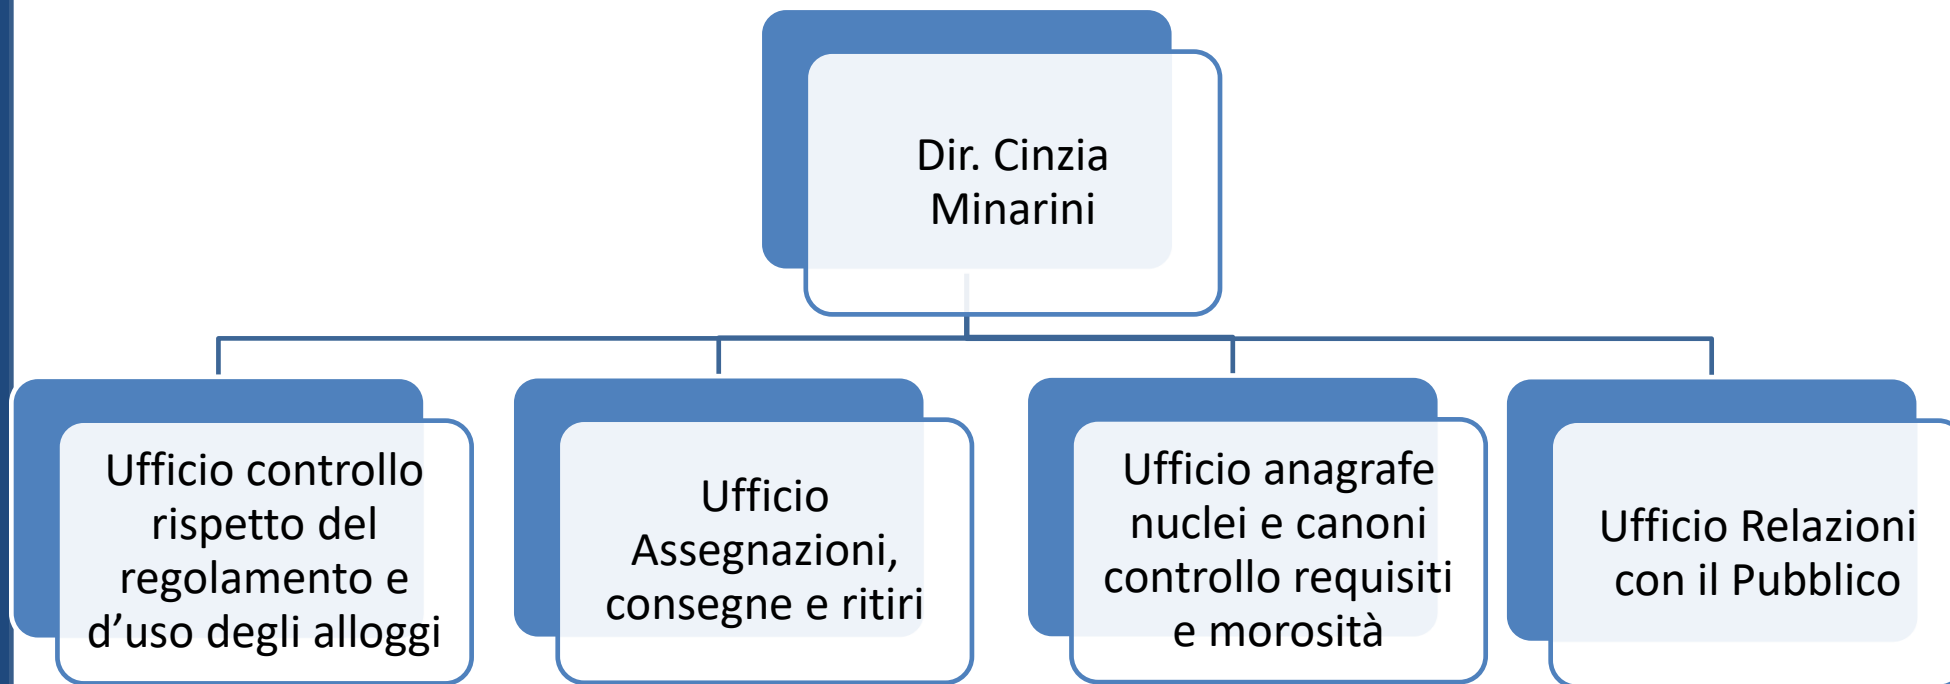 Dir. Cinzia
Minarini
Ufficio controllo
rispetto del
regolamento e
d’uso degli alloggi
Ufficio
Assegnazioni,
consegne e ritiri
Ufficio anagrafe
nuclei e canoni
controllo requisiti
e morosità
Ufficio Relazioni
con il Pubblico